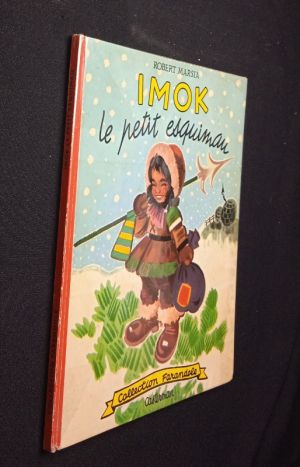 ROBERT MARSIA
IMOK
le petit esquimau
Collection Farandole
Casterman